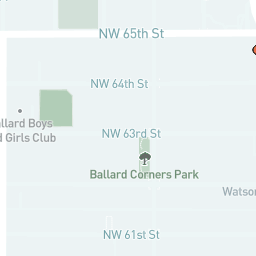 NW 65th St
NW 64th St
allard Boys
d Girls Club
NW 63rd St
Ballard Corners Park
Watson
NW 61st St